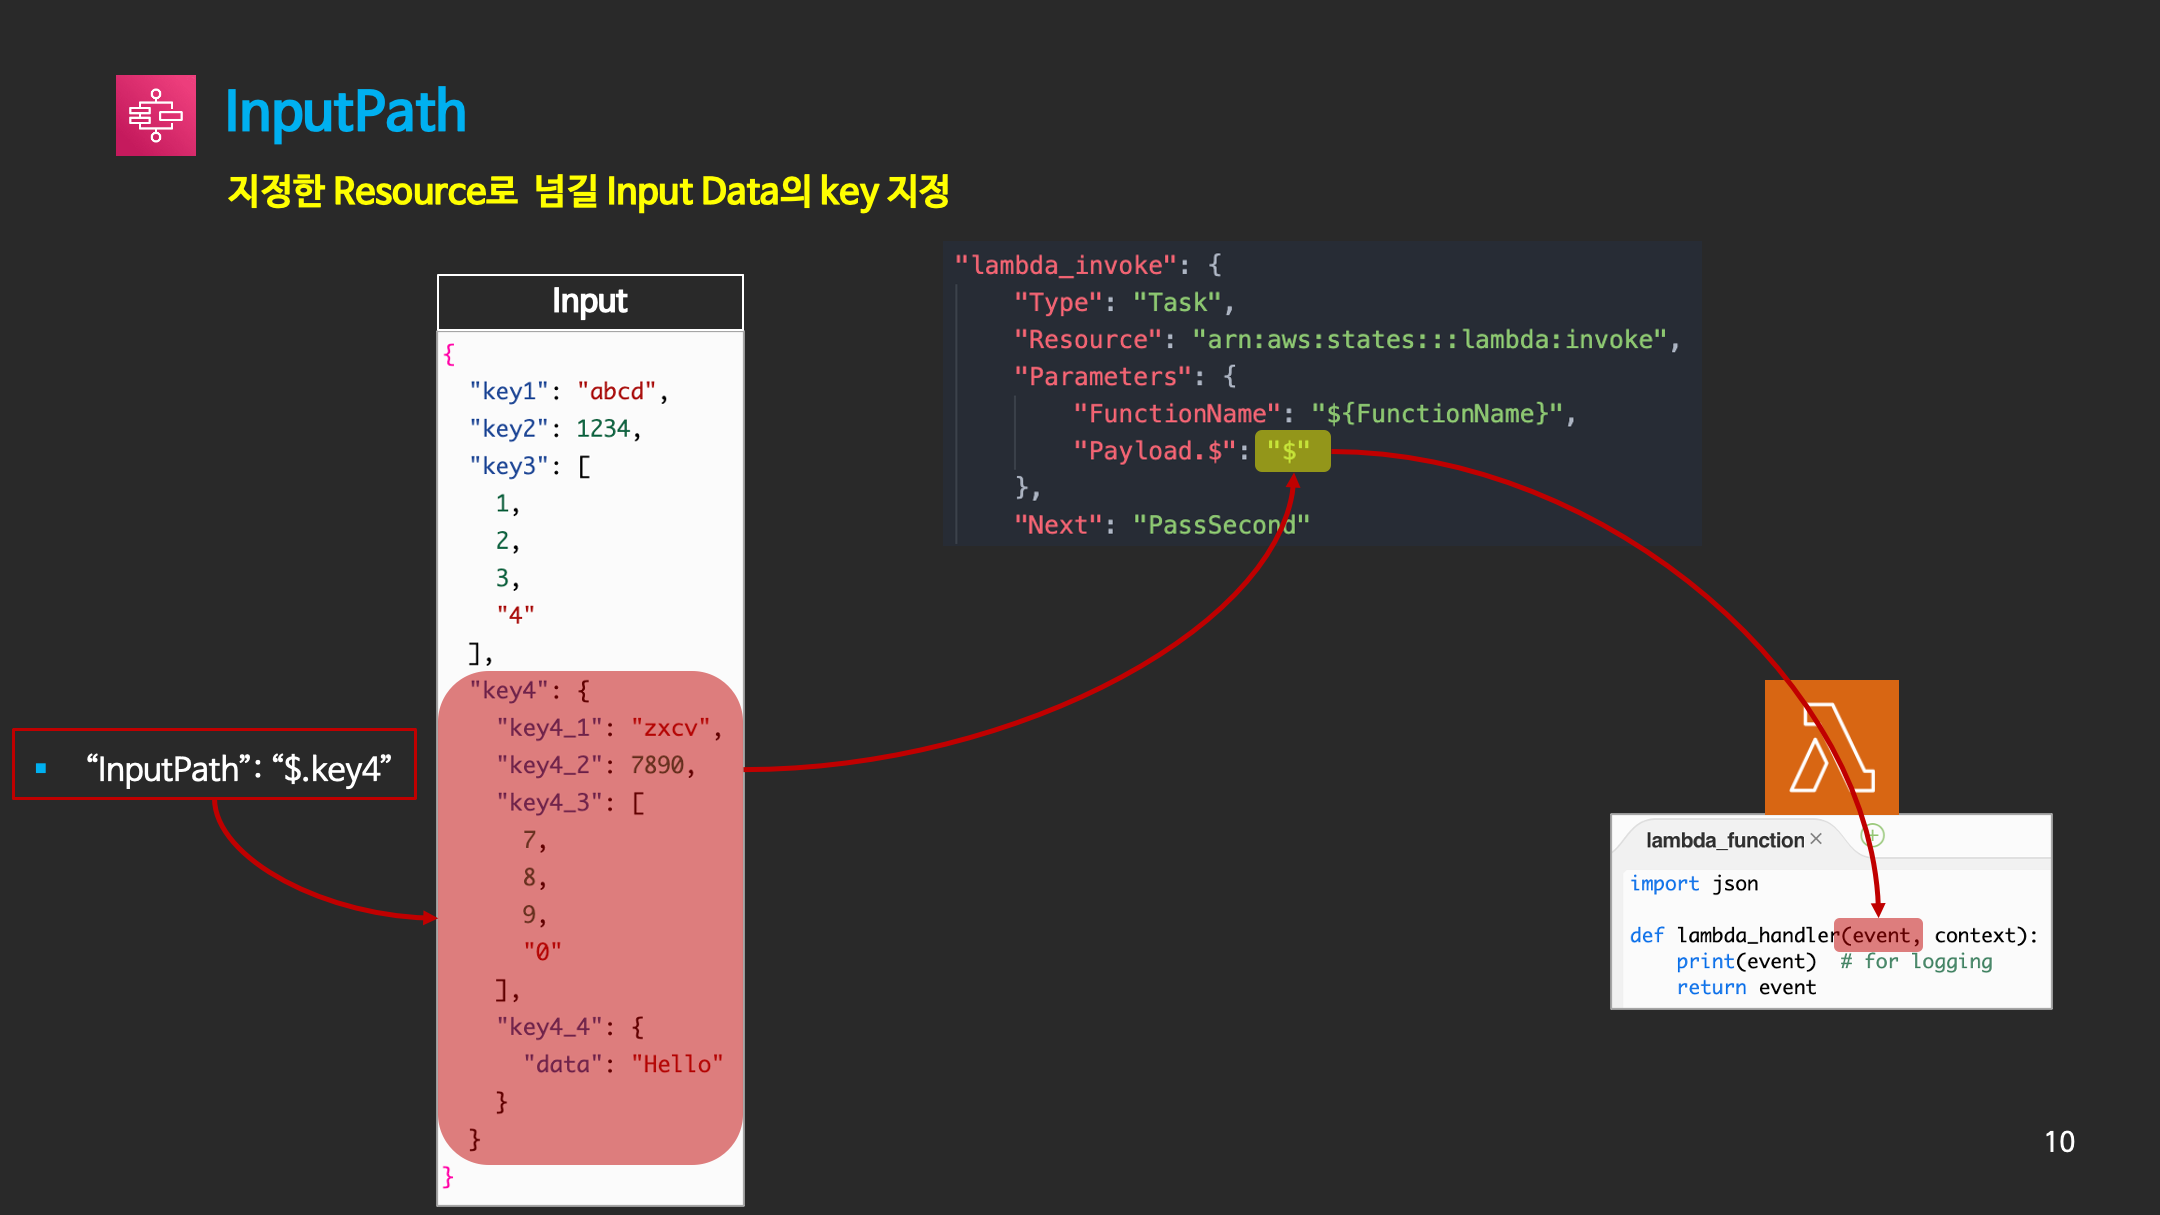 InputPath
지정한 Resource로 넘길 Input Data의 key 지정
Input
{
"key1": "abcd",
"key2": 1234,
"key3": [
1,
2,
3,
"4"
],
"key4": {
"key4_1": "zxcv",
"key4_2": 7890,
"key4_3": [
7,
8,
9,
"0"
],
"key4_4": {
"data": "Hello"
}
}
}
▪ “InputPath”: “$.key4”
"lambda_invoke": {
"Type": "Task",
"Resource": "arn:aws:states:::lambda:invoke",
"Parameters": {
"FunctionName": "${FunctionName}",
"Payload.$": "$"
},
"Next": "PassSecond"
lambda_function ×
import json
def lambda_handler(event, context):
print(event) # for logging
return event
10